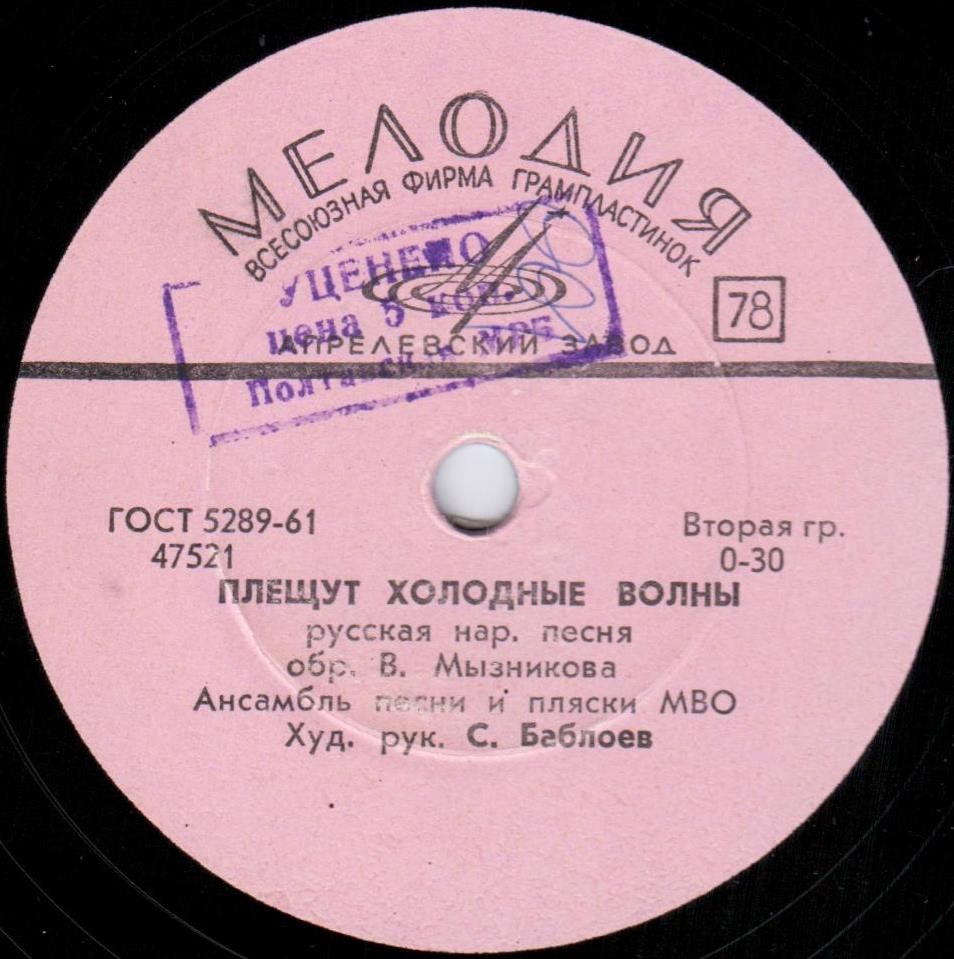 МЕЛОДИЯ
ВСЕСОЮЗНАЯ ФИРМА ГРАМПЛАСТИНОК
УЦЕНЕНО
цена 5 коп.
78
АПРЕЛЕВСКИЙ ЗАВОД
ГОСТ 5289-61
47521
Вторая гр.
0-30
ПЛЕЩУТ ХОЛОДНЫЕ ВОЛНЫ
русская нар. песня
обр. В. Мызникова
Ансамбль песни и пляски МВО
Худ. рук. С. Баблоев